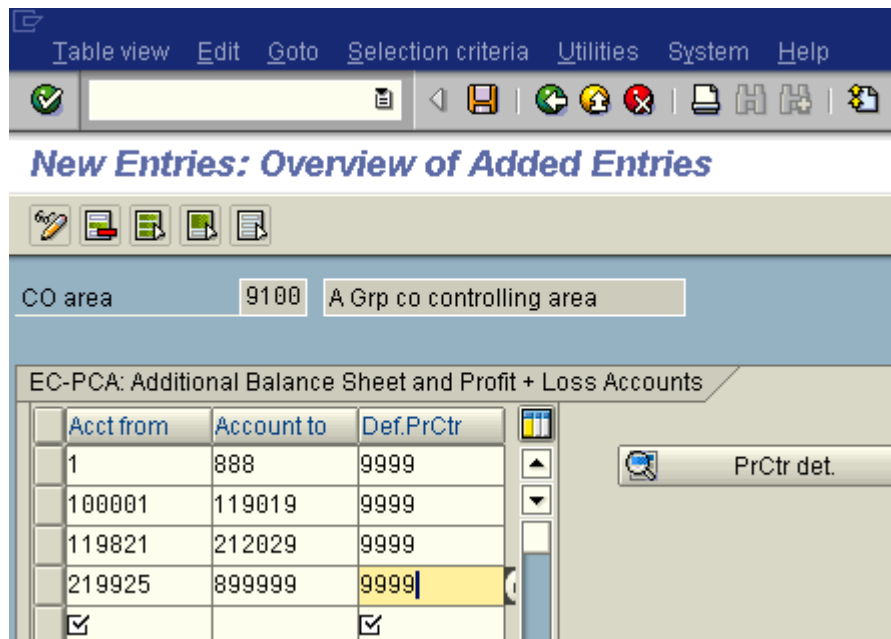 Table view Edit Goto Selection criteria Utilities System Help
New Entries: Overview of Added Entries
CO area 9100 A Grp co controlling area
EC-PCA: Additional Balance Sheet and Profit + Loss Accounts
Acct from Account to Def.PrCtr
1 888 9999
PrCtr det.
100001 119019 9999
119821 212029 9999
219925 899999 9999